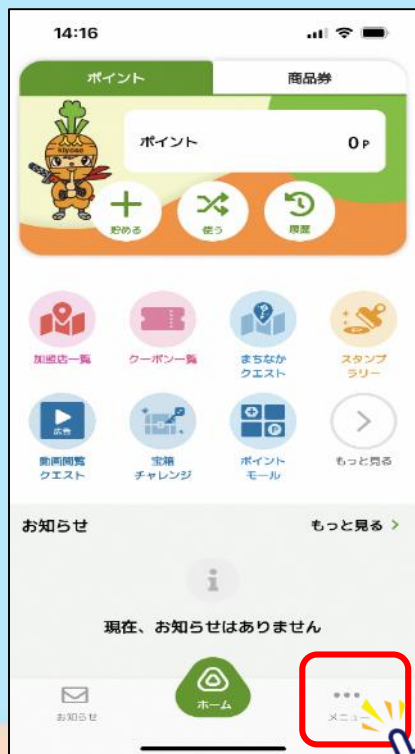 14:16
ポイント
商品券
kiyose
ポイント
0 P
貯める
使う
履歴
加盟店一覧
クーポン一覧
まちなか
クエスト
スタンプ
ラリー
広告
動画閲覧
クエスト
宝箱
チャレンジ
P
ポイント
モール
もっと見る
お知らせ
もっと見る >
i
現在、お知らせはありません
お知らせ
ホーム
メニュー